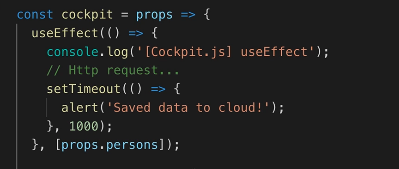 const cockpit = props => {
  useEffect(() => {
    console.log('[Cockpit.js] useEffect');
    // Http request...
    setTimeout(() => {
      alert('Saved data to cloud!');
    }, 1000);
  }, [props.persons]);